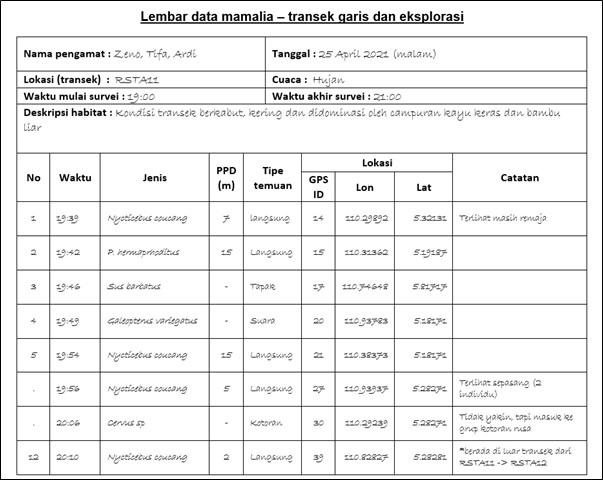 Lembar data mamalia – transek garis dan eksplorasi
Nama pengamat : Zeno, Tifa, Ardi Tanggal : 25 April 2021 (malam)
Lokasi (transek) : RSTA11 Cuaca : Hujan
Waktu mulai survei : 19:00 Waktu akhir survei : 21:00
Deskripsi habitat : Kondisi transek berkabut, kering dan didominasi oleh campuran kayu keras dan bambu
liar
No Waktu Jenis PPD (m) Tipe temuan Lokasi Catatan
GPS ID Lon Lat
1 19:39 Nycticebus coucang 7 langsung 14 110.29892 5.32131 Terlihat masih remaja
2 19:42 P. hermaprhoditus 15 Langsung 15 110.31362 5.19187
3 19:46 Sus barbatus - Tapak 17 110.74648 5.81717
4 19:49 Galeopterus variegatus - Suara 20 110.93783 5.18171
5 19:54 Nycticebus coucang 15 Langsung 21 110.38373 5.18171
. 19:56 Nycticebus coucang 5 Langsung 27 110.93937 5.28271 Terlihat sepasang (2
individu)
. 20:06 Cervus sp - Kotoran 30 110.29239 5.28271 Tidak yakin, tapi masuk ke
grup kotoran rusa
12 20:10 Nycticebus coucang 2 Langsung 39 110.82827 5.28281 *berada di luar transek dari
RSTA11 -> RSTA12